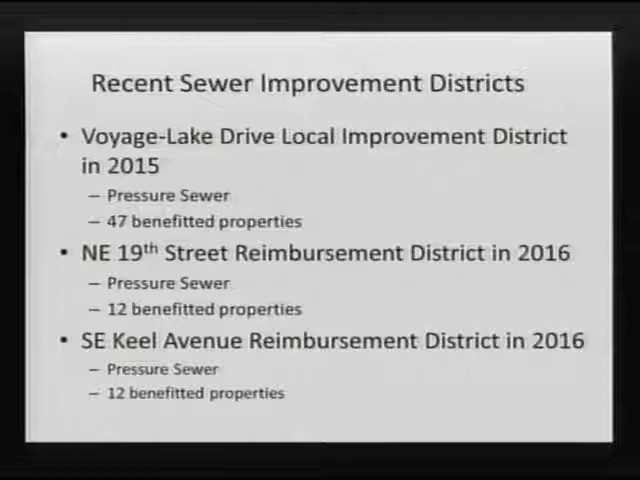 Recent Sewer Improvement Districts
• Voyage-Lake Drive Local Improvement District
in 2015
– Pressure Sewer
– 47 benefitted properties
• NE 19th Street Reimbursement District in 2016
– Pressure Sewer
– 12 benefitted properties
• SE Keel Avenue Reimbursement District in 2016
– Pressure Sewer
– 12 benefitted properties